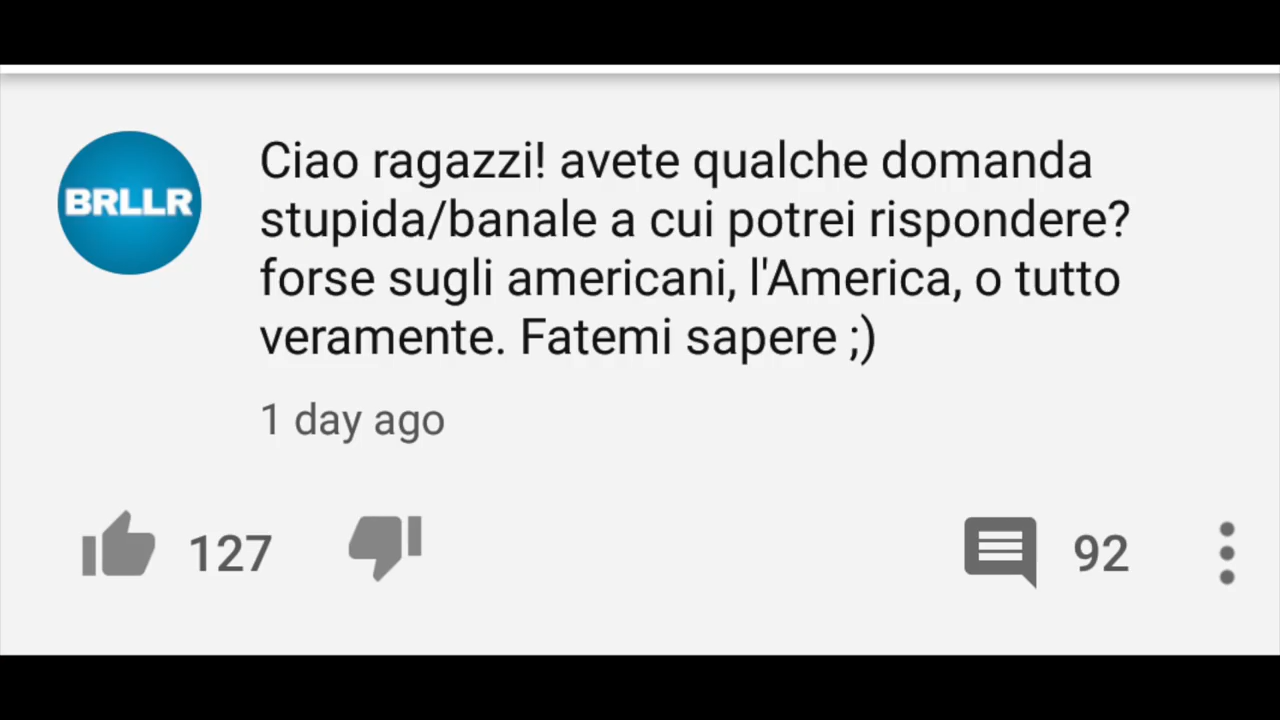 BRLLR
Ciao ragazzi! avete qualche domanda
stupida/banale a cui potrei rispondere?
forse sugli americani, l'America, o tutto
veramente. Fatemi sapere ;)
1 day ago
127
92